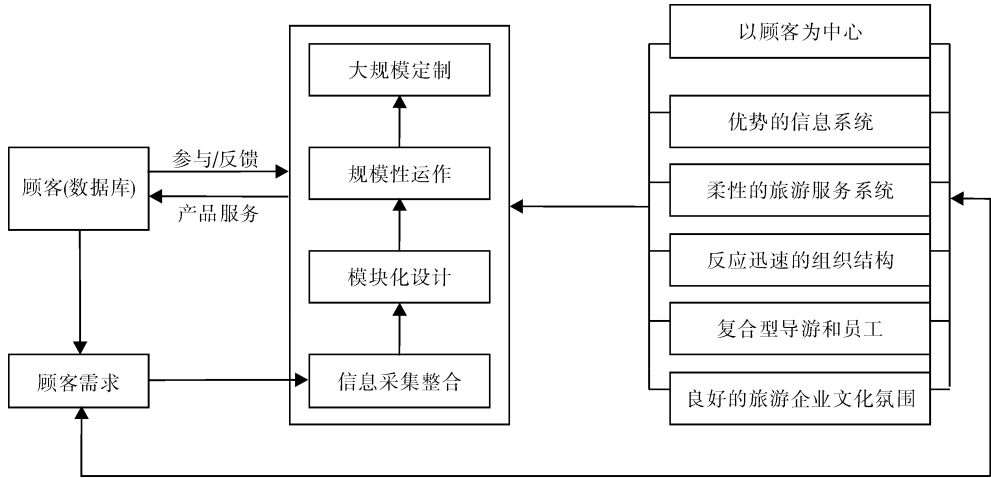 顾客(数据库)
参与/反馈
产品服务
顾客需求
大规模定制
规模性运作
模块化设计
信息采集整合
以顾客为中心
优势的信息系统
柔性的旅游服务系统
反应迅速的组织结构
复合型导游和员工
良好的旅游企业文化氛围